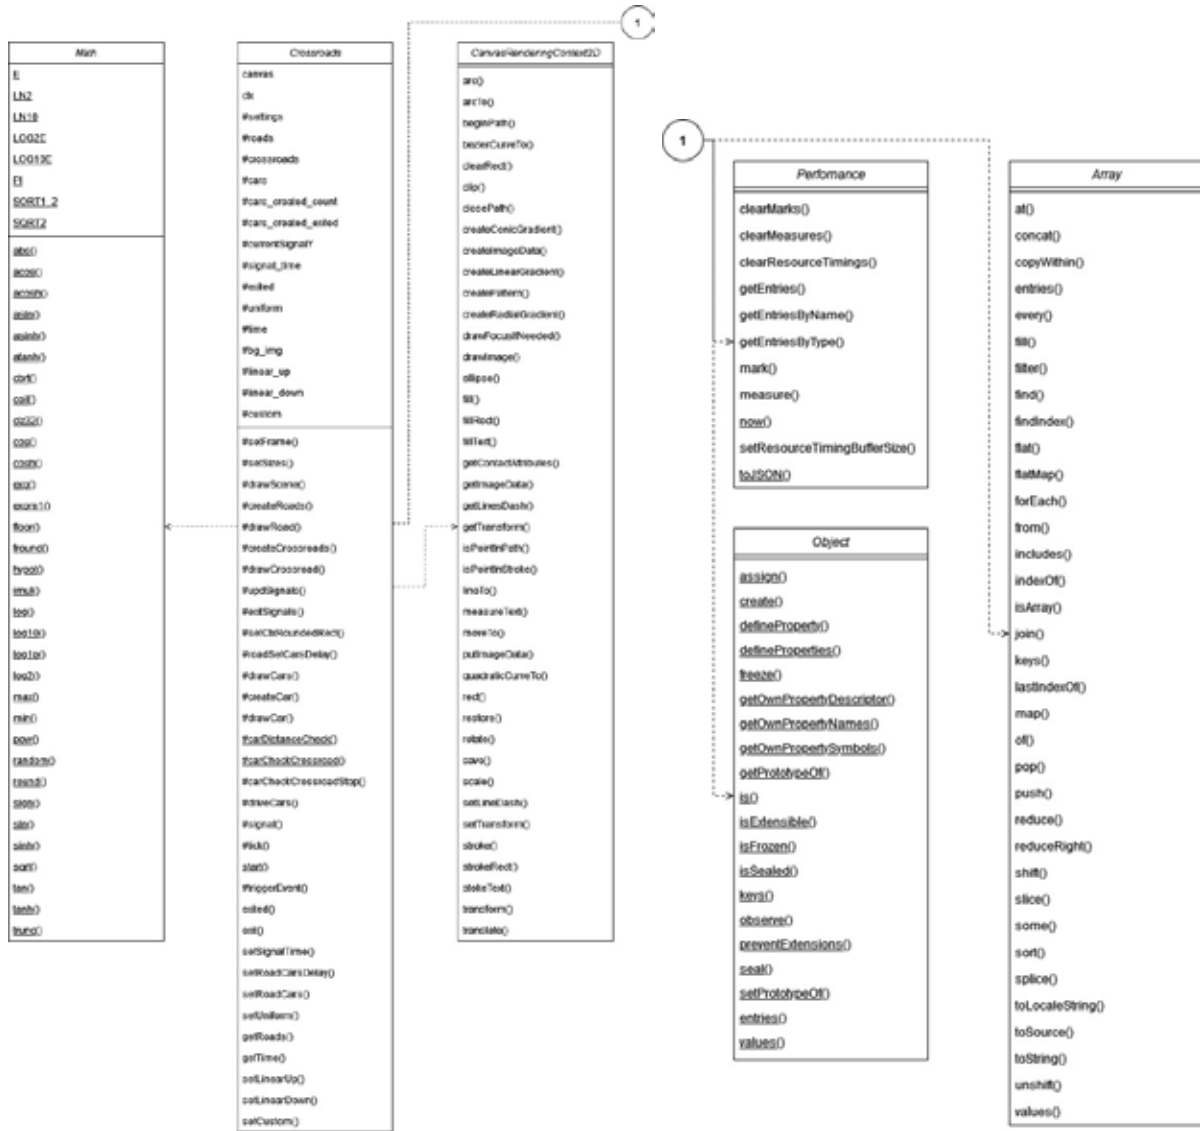 1
Math
E
LN2
LN10
LOG2E
LOG10E
PI
SQRT1_2
SQRT2
abs()
acos()
acosh()
asin()
asinh()
atanh()
cbrt()
ceil()
clz32()
cos()
cosh()
exp()
floor()
fround()
hypot()
imul()
log()
log10()
log1p()
log2()
max()
min()
pow()
random()
round()
sign()
sin()
sinh()
sqrt()
tan()
tanh()
trunc()
Crossroads
canvas
ctx
#settings
#roads
#crossroads
#cars
#cars_created_count
#cars_created_exited
#currentSignalY
#signal_time
#exited
#uniform
#time
#bg_img
#linear_up
#linear_down
#custom
#setFrame()
#setSizes()
#drawScene()
#createRoads()
#drawRoad()
#createCrossroads()
#drawCrossroad()
#updSignals()
#setCtxRoundedRect()
#roadSetCarsDelay()
#drawCars()
#createCar()
#drawCar()
#carDistanceCheck()
#carCheckCrossroad()
#carCheckCrossroadStop()
#driveCars()
#signal()
#tick()
start()
#triggerEvent()
exited()
setSignalTime()
setRoadCarsDelay()
setRoadCars()
setUniform()
getRoads()
getTime()
setLinearUp()
setLinearDown()
setCustom()
CanvasRenderingContext2D
arc()
arcTo()
beginPath()
bezierCurveTo()
clearRect()
clip()
closePath()
createConicGradient()
createImageData()
createLinearGradient()
createPattern()
createRadialGradient()
drawFocusIfNeeded()
drawImage()
ellipse()
fill()
fillRect()
fillText()
getContextAttributes()
getImageData()
getLinesDash()
getTransform()
isPointInPath()
isPointInStroke()
lineTo()
measureText()
moveTo()
putImageData()
quadraticCurveTo()
rect()
restore()
rotate()
save()
scale()
setLineDash()
setTransform()
stroke()
strokeRect()
stokeText()
transform()
translate()
1
Perfomance
clearMarks()
clearMeasures()
clearResourceTimings()
getEntries()
getEntriesByName()
getEntriesByType()
mark()
measure()
now()
setResourceTimingBufferSize()
toJSON()
Object
assign()
create()
defineProperty()
defineProperties()
freeze()
getOwnPropertyDescriptor()
getOwnPropertyNames()
getOwnPropertySymbols()
getPrototypeOf()
is()
isExtensible()
isFrozen()
isSealed()
keys()
observe()
preventExtensions()
seal()
setPrototypeOf()
entries()
values()
Array
at()
concat()
copyWithin()
entries()
every()
fill()
filter()
find()
findIndex()
flat()
flatMap()
forEach()
from()
includes()
indexOf()
isArray()
join()
keys()
lastIndexOf()
map()
of()
pop()
push()
reduce()
reduceRight()
shift()
slice()
some()
sort()
splice()
toLocaleString()
toSource()
toString()
unshift()
values()